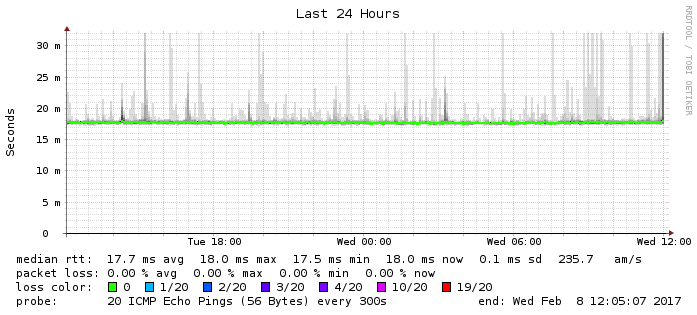 Last 24 Hours
RRDTOOL / TOBI OETIKER
Seconds
30 m
25 m
20 m
15 m
10 m
5 m
0
Tue 18:00 Wed 00:00 Wed 06:00 Wed 12:00
median rtt: 17.7 ms avg 18.0 ms max 17.5 ms min 18.0 ms now 0.1 ms sd 235.7 am/s
packet loss: 0.00 % avg 0.00 % max 0.00 % min 0.00 % now
loss color: 0 1/20 2/20 3/20 4/20 10/20 19/20
probe: 20 ICMP Echo Pings (56 Bytes) every 300s end: Wed Feb 8 12:05:07 2017